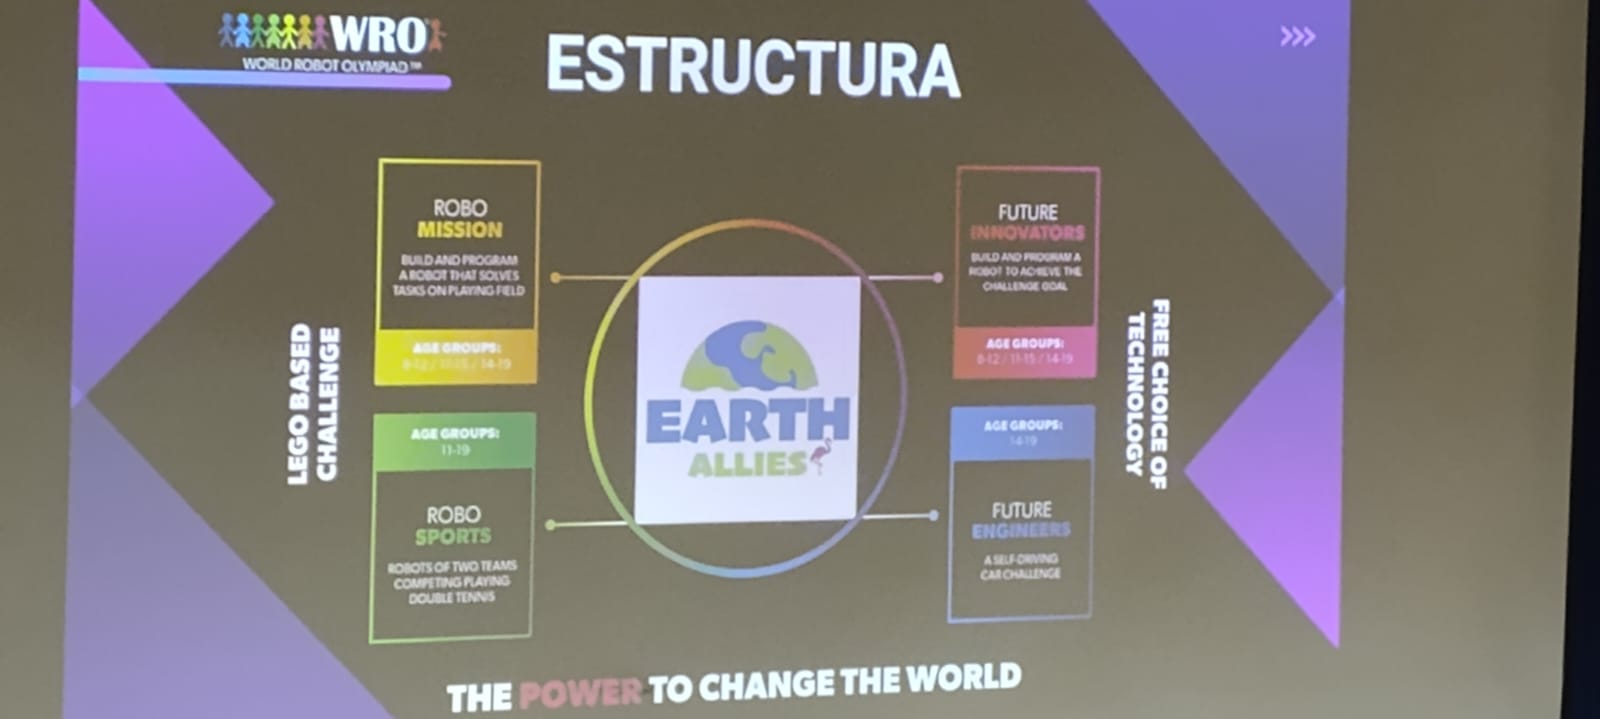 WRO
WORLD ROBOT OLYMPIAD™
ESTRUCTURA
LEGO BASED
CHALLENGE
ROBO
MISSION
BUILD AND PROGRAM
A ROBOT THAT SOLVES
TASKS ON PLAYING FIELD
AGE GROUPS:
8-12 / 11-15 / 14-19
AGE GROUPS:
11-19
ROBO
SPORTS
ROBOTS OF TWO TEAMS
COMPETING PLAYING
DOUBLE TENNIS
EARTH
ALLIES
FUTURE
INNOVATORS
BUILD AND PROGRAM A
ROBOT TO ACHIEVE THE
CHALLENGE GOAL
AGE GROUPS:
8-12 / 11-15 / 14-19
AGE GROUPS:
14-19
FUTURE
ENGINEERS
A SELF-DRIVING
CAR CHALLENGE
FREE CHOICE OF
TECHNOLOGY
THE POWER TO CHANGE THE WORLD